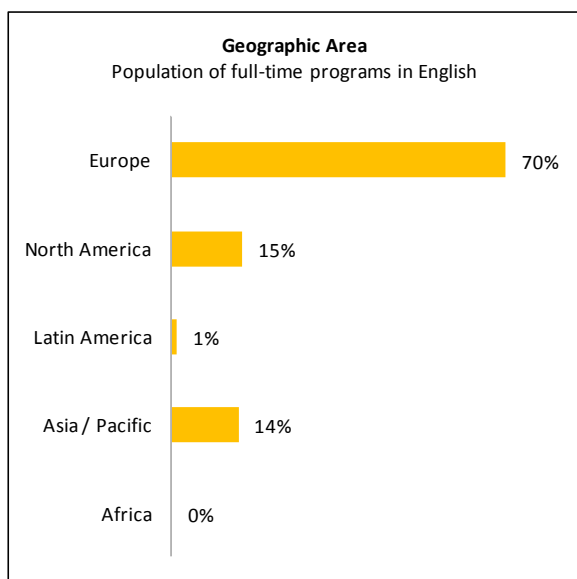 Geographic Area
Population of full-time programs in English
Europe 70%
North America 15%
Latin America 1%
Asia / Pacific 14%
Africa 0%